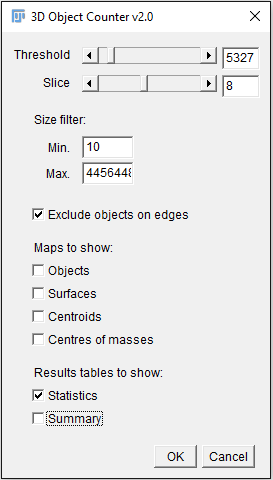 3D Object Counter v2.0
Threshold 5327
Slice 8
Size filter:
Min. 10
Max. 4456448
Exclude objects on edges
Maps to show:
Objects
Surfaces
Centroids
Centres of masses
Results tables to show:
Statistics
Summary
OK Cancel